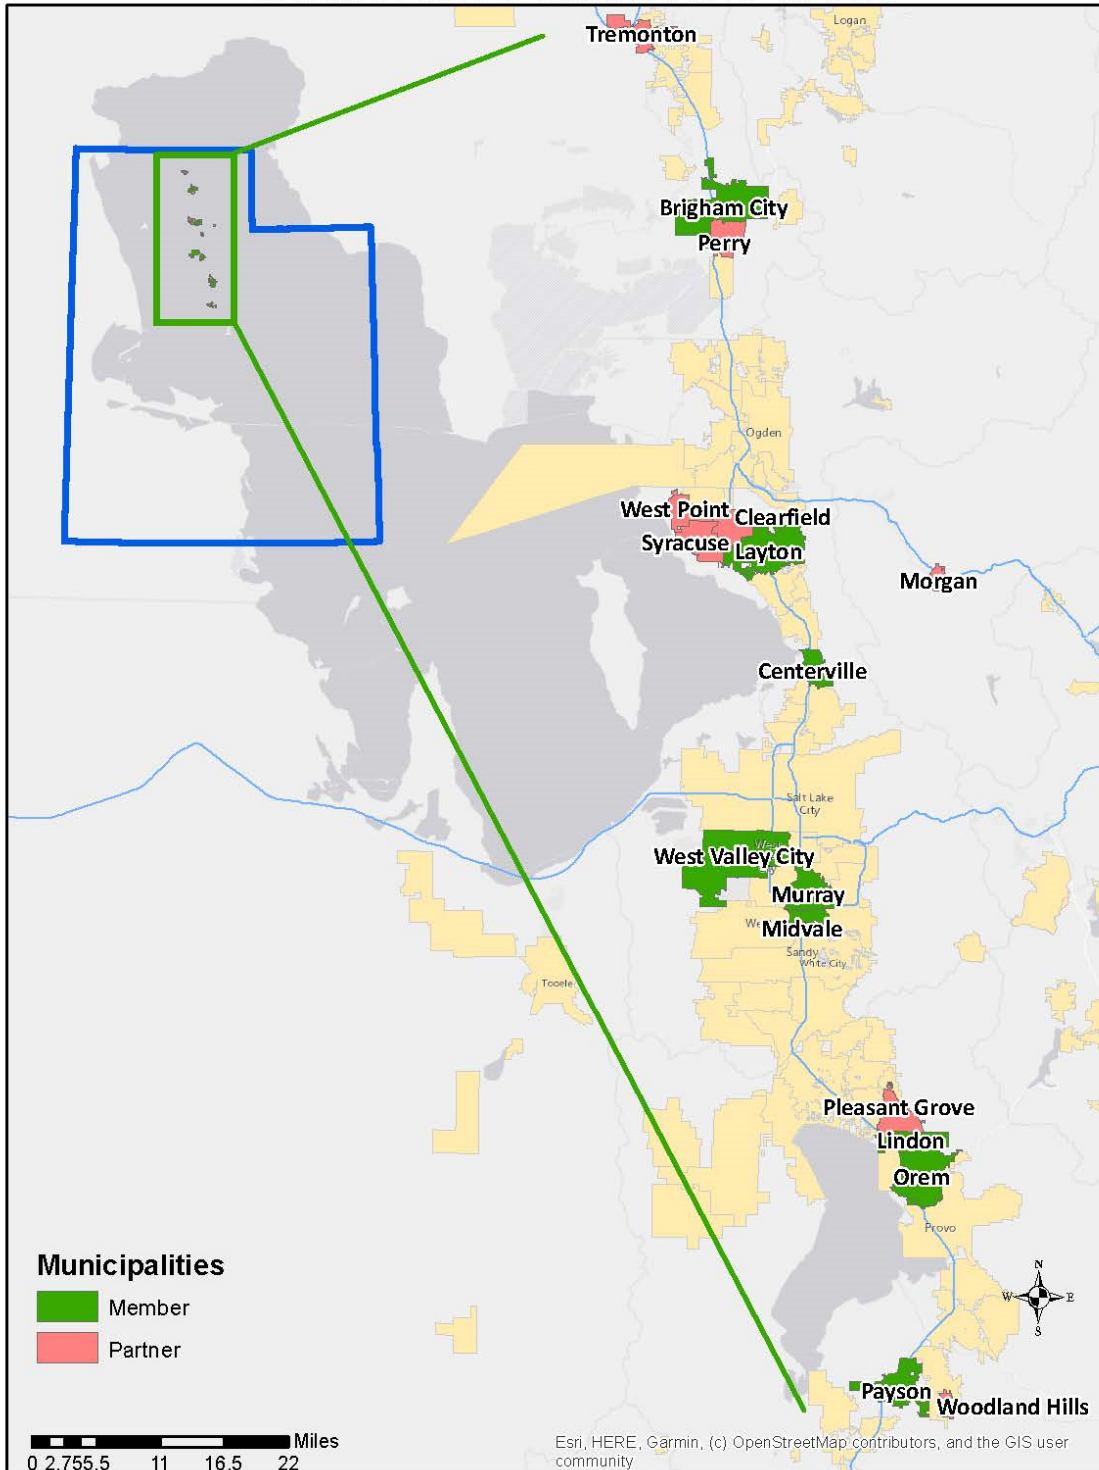 Logan
Tremonton
Brigham City
Perry
Ogden
West Point
Clearfield
Syracuse
Layton
Morgan
Centerville
Salt Lake
City
West Valley City
Murray
Midvale
Sandy
White City
Tooele
Pleasant Grove
Lindon
Orem
Provo
Municipalities
Member
Partner
N
W E
S
Payson
Woodland Hills
Miles
0 2.755.5 11 16.5 22
Esri, HERE, Garmin, (c) OpenStreetMap contributors, and the GIS user
community